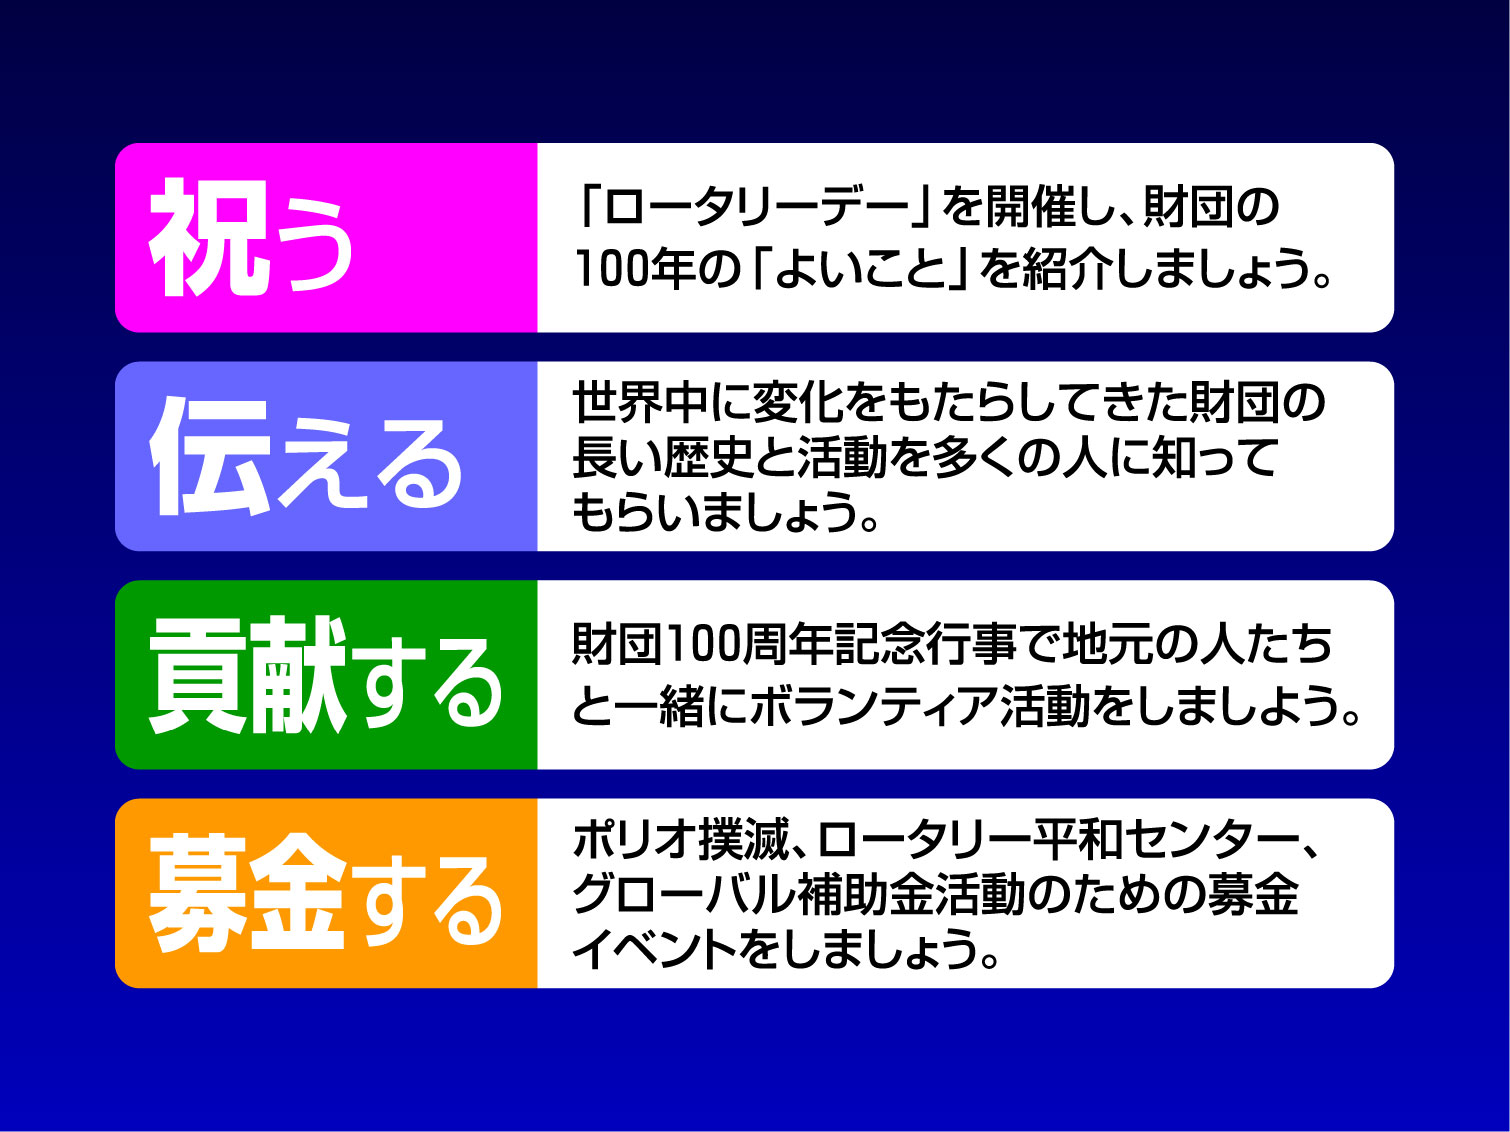 祝う
「ロータリーデー」を開催し、財団の
100年の「よいこと」を紹介しましょう。
伝える
世界中に変化をもたらしてきた財団の
長い歴史と活動を多くの人に知って
もらいましょう。
貢献する
財団100周年記念行事で地元の人たち
と一緒にボランティア活動をしましよう。
募金する
ポリオ撲滅、ロータリー平和センター、
グローバル補助金活動のための募金
イベントをしましょう。